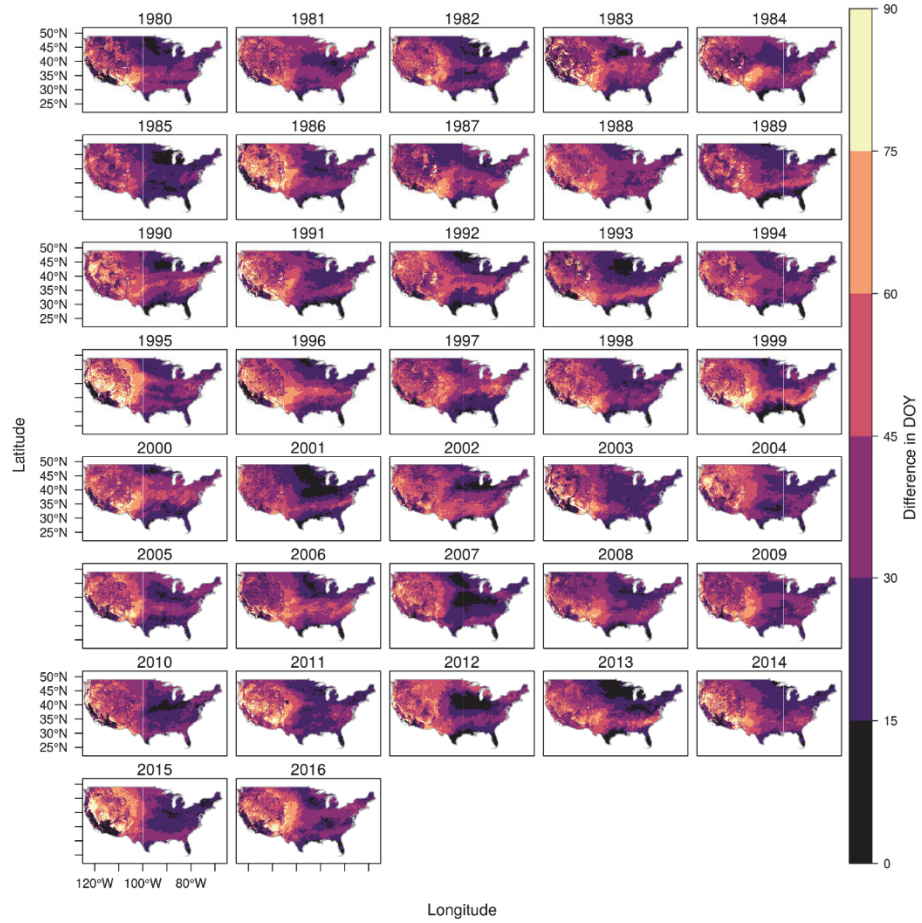 1980 1981 1982 1983 1984
50°N
45°N
40°N
35°N
30°N
25°N
1985 1986 1987 1988 1989
1990 1991 1992 1993 1994
50°N
45°N
40°N
35°N
30°N
25°N
1995 1996 1997 1998 1999
2000 2001 2002 2003 2004
50°N
45°N
40°N
35°N
30°N
25°N
2005 2006 2007 2008 2009
2010 2011 2012 2013 2014
50°N
45°N
40°N
35°N
30°N
25°N
2015 2016
120°W 100°W 80°W
Latitude
Longitude
90
75
60
45
30
15
0
Difference in DOY